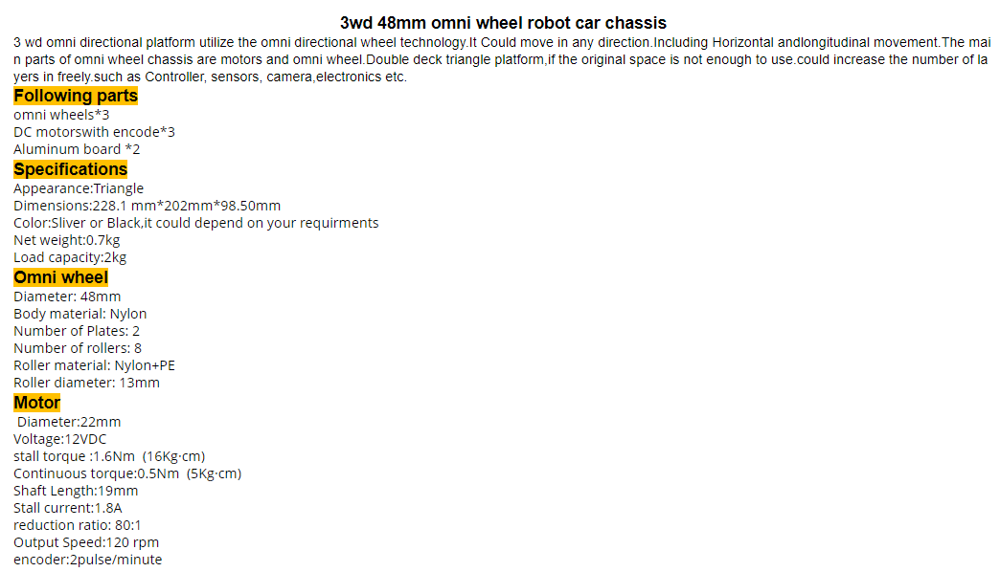 3wd 48mm omni wheel robot car chassis
3 wd omni directional platform utilize the omni directional wheel technology.It Could move in any direction.Including Horizontal andlongitudinal movement.The mai
n parts of omni wheel chassis are motors and omni wheel.Double deck triangle platform,if the original space is not enough to use.could increase the number of la
yers in freely.such as Controller, sensors, camera,electronics etc.
Following parts
omni wheels*3
DC motorswith encode*3
Aluminum board *2
Specifications
Appearance:Triangle
Dimensions:228.1 mm*202mm*98.50mm
Color:Sliver or Black,it could depend on your requirments
Net weight:0.7kg
Load capacity:2kg
Omni wheel
Diameter: 48mm
Body material: Nylon
Number of Plates: 2
Number of rollers: 8
Roller material: Nylon+PE
Roller diameter: 13mm
Motor
Diameter:22mm
Voltage:12VDC
stall torque :1.6Nm  (16Kg·cm)
Continuous torque:0.5Nm  (5Kg·cm)
Shaft Length:19mm
Stall current:1.8A
reduction ratio: 80:1
Output Speed:120 rpm
encoder:2pulse/minute